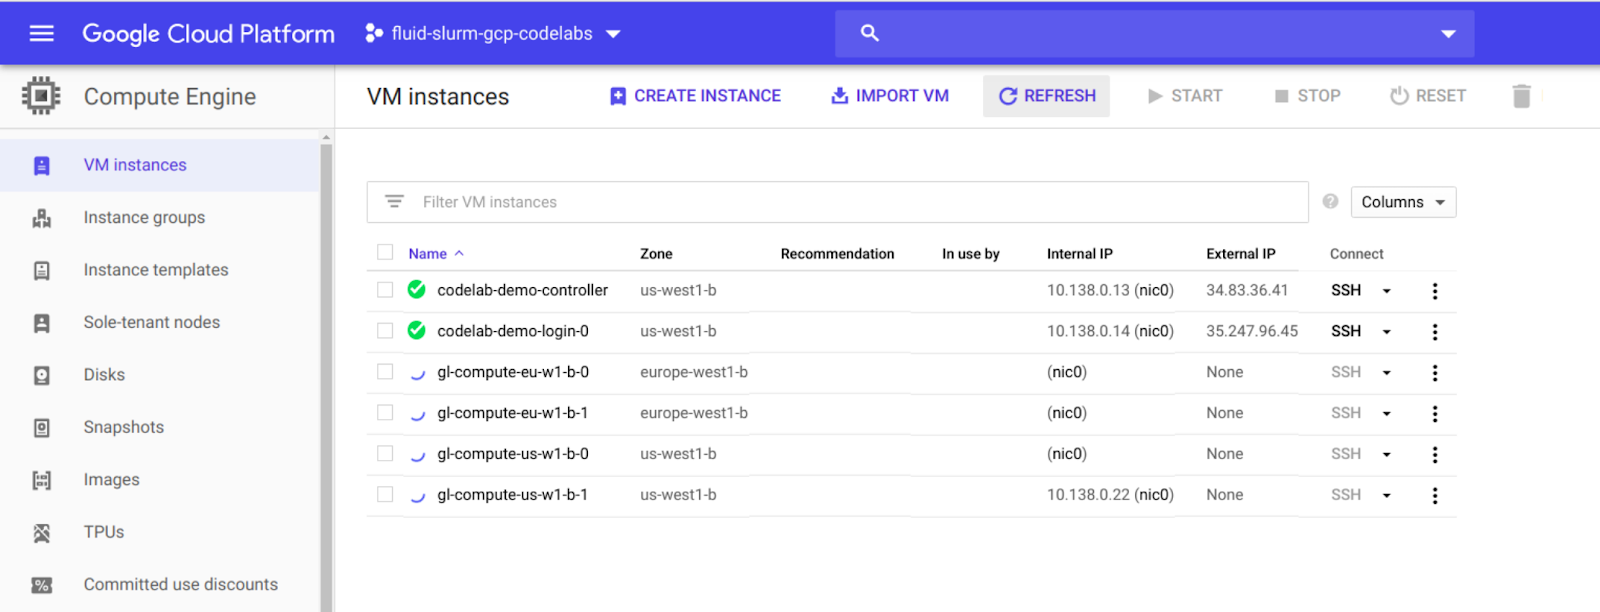 Google Cloud Platform fluid-slurm-gcp-codelabs
Compute Engine
VM instances CREATE INSTANCE IMPORT VM REFRESH START STOP RESET
VM instances
Instance groups
Instance templates
Sole-tenant nodes
Disks
Snapshots
Images
TPUs
Committed use discounts
Filter VM instances Columns
Name Zone Recommendation In use by Internal IP External IP Connect
codelab-demo-controller us-west1-b 10.138.0.13 (nic0) 34.83.36.41 SSH
codelab-demo-login-0 us-west1-b 10.138.0.14 (nic0) 35.247.96.45 SSH
gl-compute-eu-w1-b-0 europe-west1-b (nic0) None SSH
gl-compute-eu-w1-b-1 europe-west1-b (nic0) None SSH
gl-compute-us-w1-b-0 us-west1-b (nic0) None SSH
gl-compute-us-w1-b-1 us-west1-b 10.138.0.22 (nic0) None SSH